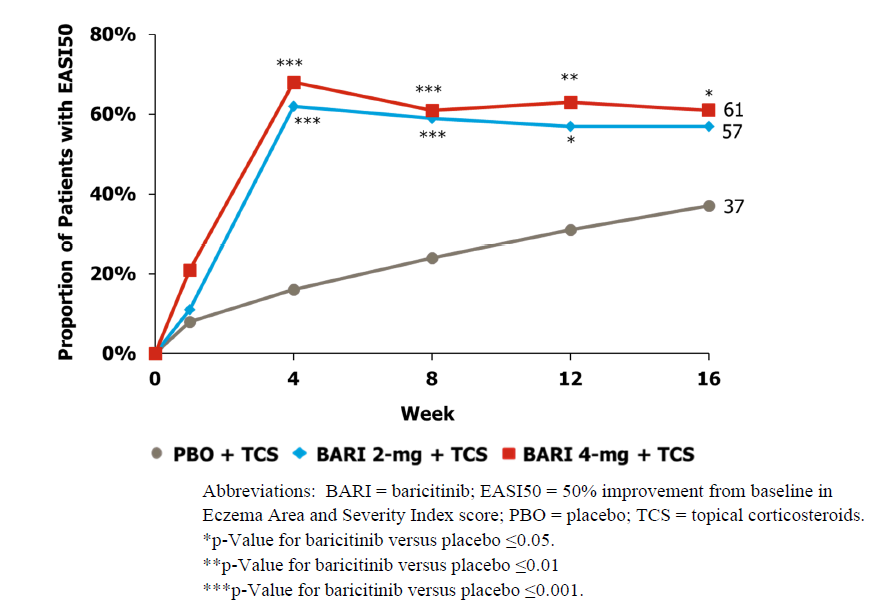 Proportion of Patients with EASI50
80%
60%
40%
20%
0%
***
***
***
***
**
*
*
61
57
37
0 4 8 12 16
Week
PBO + TCS BARI 2-mg + TCS BARI 4-mg + TCS
Abbreviations: BARI = baricitinib; EASI50 = 50% improvement from baseline in
Eczema Area and Severity Index score; PBO = placebo; TCS = topical corticosteroids.
*p-Value for baricitinib versus placebo ≤0.05.
**p-Value for baricitinib versus placebo ≤0.01
***p-Value for baricitinib versus placebo ≤0.001.